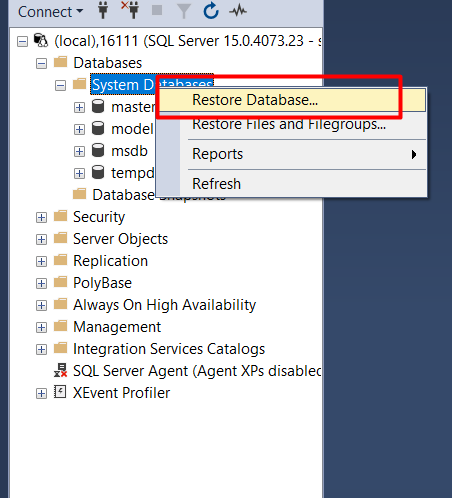 Connect
(local),16111 (SQL Server 15.0.4073.23 - s
Databases
System Databases
Restore Database...
master
Restore Files and Filegroups...
model
msdb
Reports
tempd
Refresh
Database Snapshots
Security
Server Objects
Replication
PolyBase
Always On High Availability
Management
Integration Services Catalogs
SQL Server Agent (Agent XPs disabled
XEvent Profiler